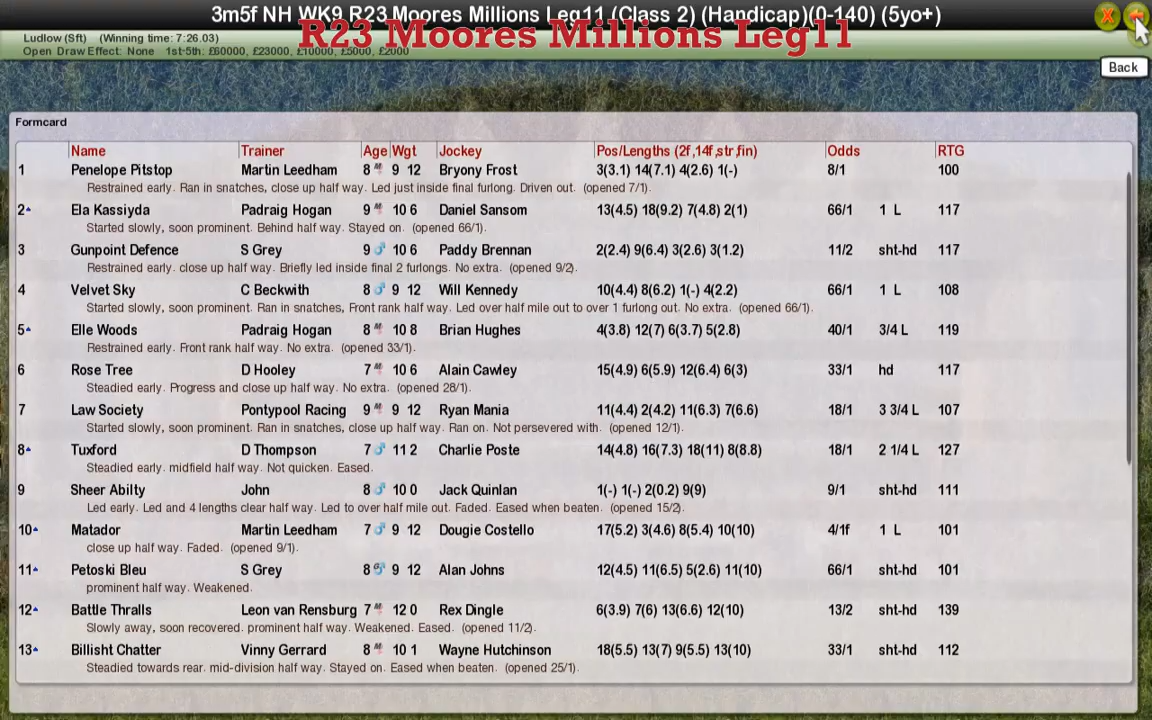 3m5f NH WK9 R23 Moores Millions Leg11 (Class 2) (Handicap)(0-140) (5yo+)
R23 Moores Millions Leg11
Ludlow (Sft) (Winning time: 7:26.03)
Open Draw Effect: None 1st-5th: £60000, £23000, £10000, £5000, £2000
Back
Formcard
Name Trainer Age Wgt Jockey Pos/Lengths (2f,14f,str,fin) Odds RTG
1 Penelope Pitstop Martin Leedham 8 9 12 Bryony Frost 3(3.1) 14(7.1) 4(2.6) 1(-) 8/1 100
Restrained early. Ran in snatches, close up half way. Led just inside final furlong. Driven out. (opened 7/1).
2 Ela Kassiyda Padraig Hogan 9 10 6 Daniel Sansom 13(4.5) 18(9.2) 7(4.8) 2(1) 66/1 1 L 117
Started slowly, soon prominent. Behind half way. Stayed on. (opened 66/1).
3 Gunpoint Defence S Grey 9 10 6 Paddy Brennan 2(2.4) 9(6.4) 3(2.6) 3(1.2) 11/2 sht-hd 117
Restrained early. close up half way. Briefly led inside final 2 furlongs. No extra. (opened 9/2).
4 Velvet Sky C Beckwith 8 9 12 Will Kennedy 10(4.4) 8(6.2) 1(-) 4(2.2) 66/1 1 L 108
Started slowly, soon prominent. Ran in snatches, Front rank half way. Led over half mile out to over 1 furlong out. No extra. (opened 66/1).
5 Elle Woods Padraig Hogan 8 10 8 Brian Hughes 4(3.8) 12(7) 6(3.7) 5(2.8) 40/1 3/4 L 119
Restrained early. Front rank half way. No extra. (opened 33/1).
6 Rose Tree D Hooley 7 10 6 Alain Cawley 15(4.9) 6(5.9) 12(6.4) 6(3) 33/1 hd 117
Steadied early. Progress and close up half way. No extra. (opened 28/1).
7 Law Society Pontypool Racing 9 9 12 Ryan Mania 11(4.4) 2(4.2) 11(6.3) 7(6.6) 18/1 3 3/4 L 107
Started slowly, soon prominent. Ran in snatches, close up half way. Ran on. Not persevered with. (opened 12/1).
8 Tuxford D Thompson 7 11 2 Charlie Poste 14(4.8) 16(7.3) 18(11) 8(8.8) 18/1 2 1/4 L 127
Steadied early. midfield half way. Not quicken. Eased.
9 Sheer Abilty John 8 10 0 Jack Quinlan 1(-) 1(-) 2(0.2) 9(9) 9/1 sht-hd 111
Led early. Led and 4 lengths clear half way. Led to over half mile out. Faded. Eased when beaten. (opened 15/2).
10 Matador Martin Leedham 7 9 12 Dougie Costello 17(5.2) 3(4.6) 8(5.4) 10(10) 4/1f 1 L 101
close up half way. Faded. (opened 9/1).
11 Petoski Bleu S Grey 8 9 12 Alan Johns 12(4.5) 11(6.5) 5(2.6) 11(10) 66/1 sht-hd 101
prominent half way. Weakened.
12 Battle Thralls Leon van Rensburg 7 12 0 Rex Dingle 6(3.9) 7(6) 13(6.6) 12(10) 13/2 sht-hd 139
Slowly away, soon recovered. prominent half way. Weakened. Eased. (opened 11/2).
13 Billisht Chatter Vinny Gerrard 8 10 1 Wayne Hutchinson 18(5.5) 13(7) 9(5.5) 13(10) 33/1 sht-hd 112
Steadied towards rear. mid-division half way. Stayed on. Eased when beaten. (opened 25/1).